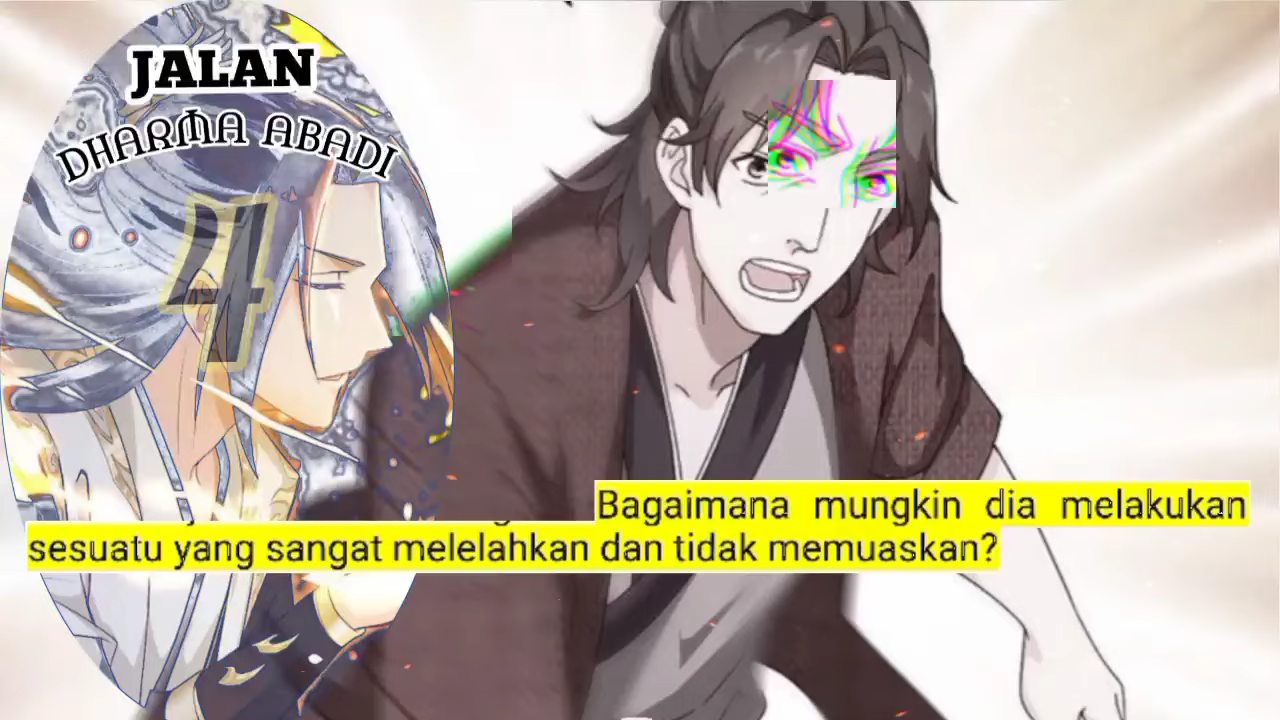 JALAN
DHARMA ABADI
4
Bagaimana mungkin dia melakukan
sesuatu yang sangat melelahkan dan tidak memuaskan?